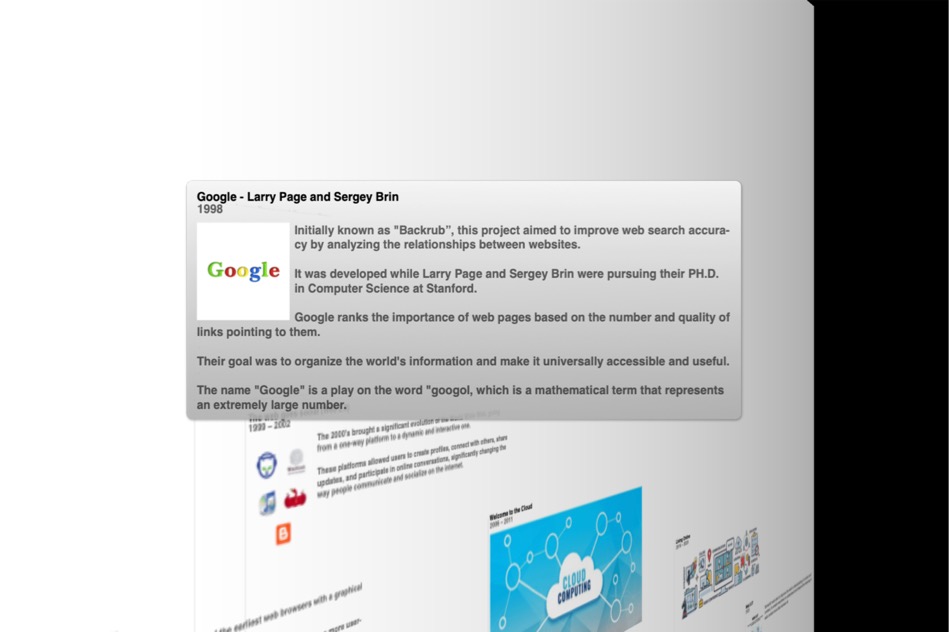 Google - Larry Page and Sergey Brin
1998
Initially known as "Backrub", this project aimed to improve web search accura-
cy by analyzing the relationships between websites.
It was developed while Larry Page and Sergey Brin were pursuing their PH.D.
in Computer Science at Stanford.
Google
Google ranks the importance of web pages based on the number and quality of
links pointing to them.
Their goal was to organize the world's information and make it universally accessible and useful.
The name "Google" is a play on the word "googol, which is a mathematical term that represents
an extremely large number.
1999 – 2002
The 2000's brought a significant evolution of the
from a one-way platform to a dynamic and interactive one.
These platforms allowed users to create profiles, connect with others, share
updates, and participate in online conversations, significantly changing the
way people communicate and socialize on the internet.
Welcome to the Cloud
2006 – 2011
CLOUD
COMPUTING
Living Online
the earliest web browsers with a graphical
more user-